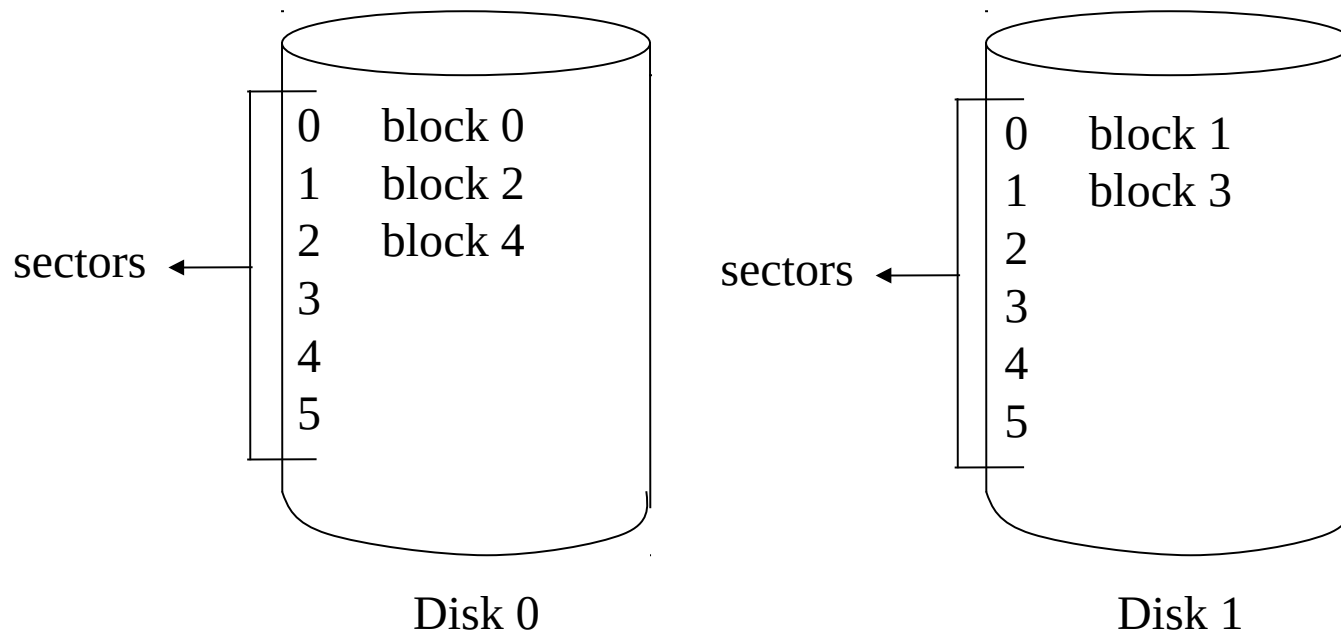 0 block 0
1 block 2
2 block 4
3
4
5
sectors
Disk 0
0 block 1
1 block 3
2
3
4
5
sectors
Disk 1